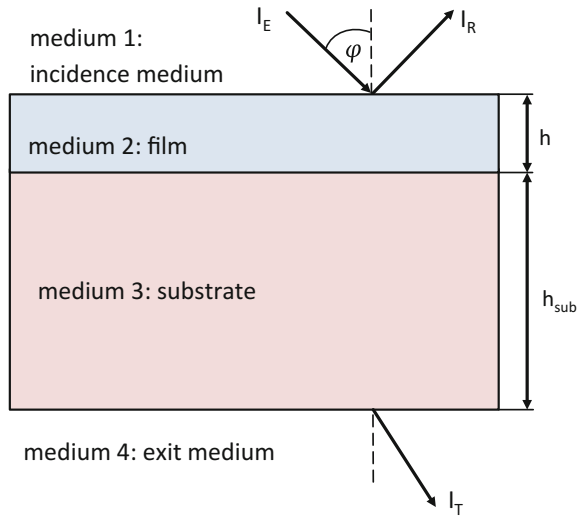 medium 1:
incidence medium
I_E
φ
I_R
medium 2: film
h
medium 3: substrate
h_sub
medium 4: exit medium
I_T